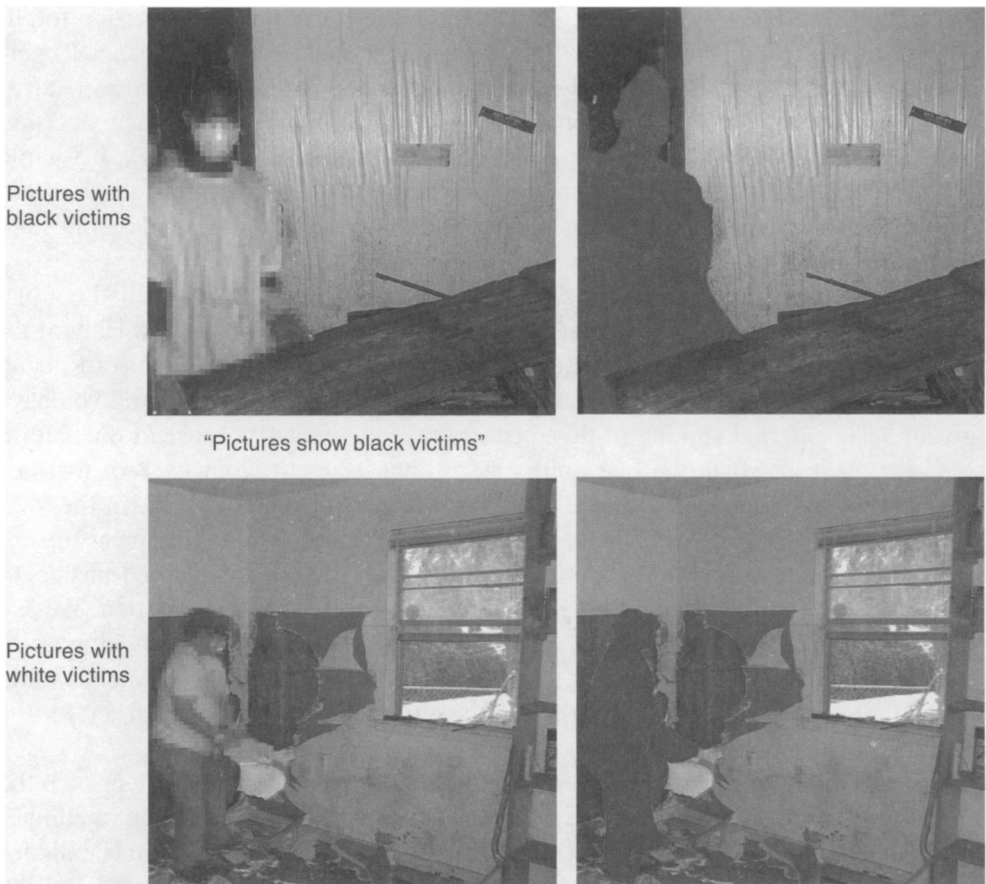 Pictures with
black victims
“Pictures show black victims”
Pictures with
white victims